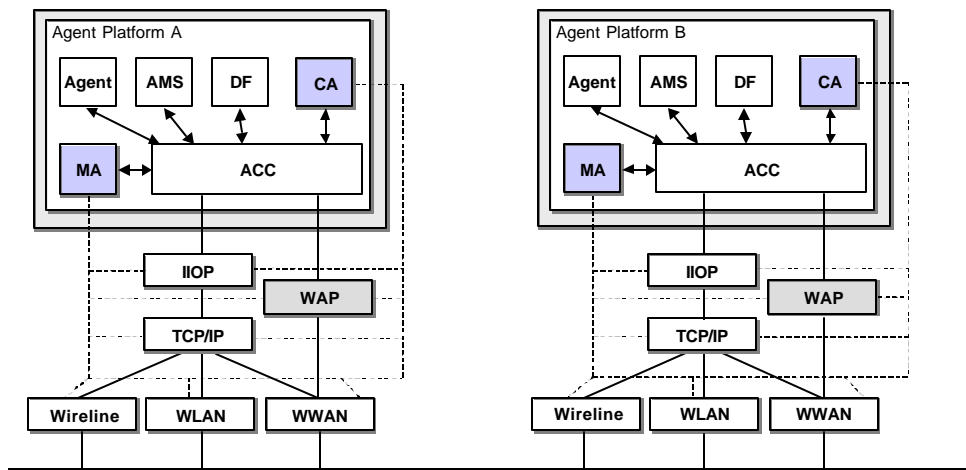 Agent Platform A
Agent AMS DF CA
MA ACC
IIOP
WAP
TCP/IP
Wireline WLAN WWAN
Agent Platform B
Agent AMS DF CA
MA ACC
IIOP
WAP
TCP/IP
Wireline WLAN WWAN